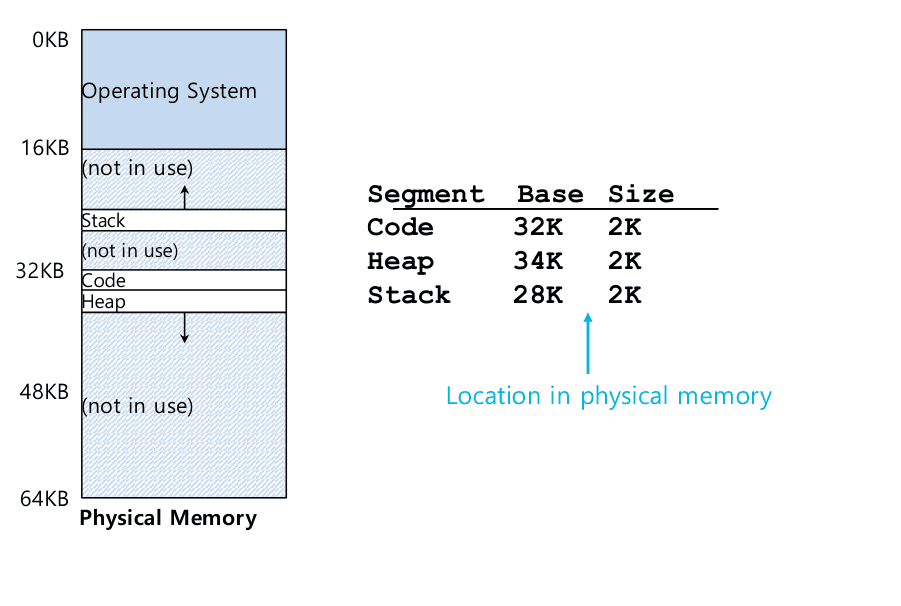 0KB
Operating System
16KB
(not in use)
Stack
(not in use)
32KB
Code
Heap
48KB
(not in use)
64KB
Physical Memory
Segment Base Size
Code 32K 2K
Heap 34K 2K
Stack 28K 2K
Location in physical memory